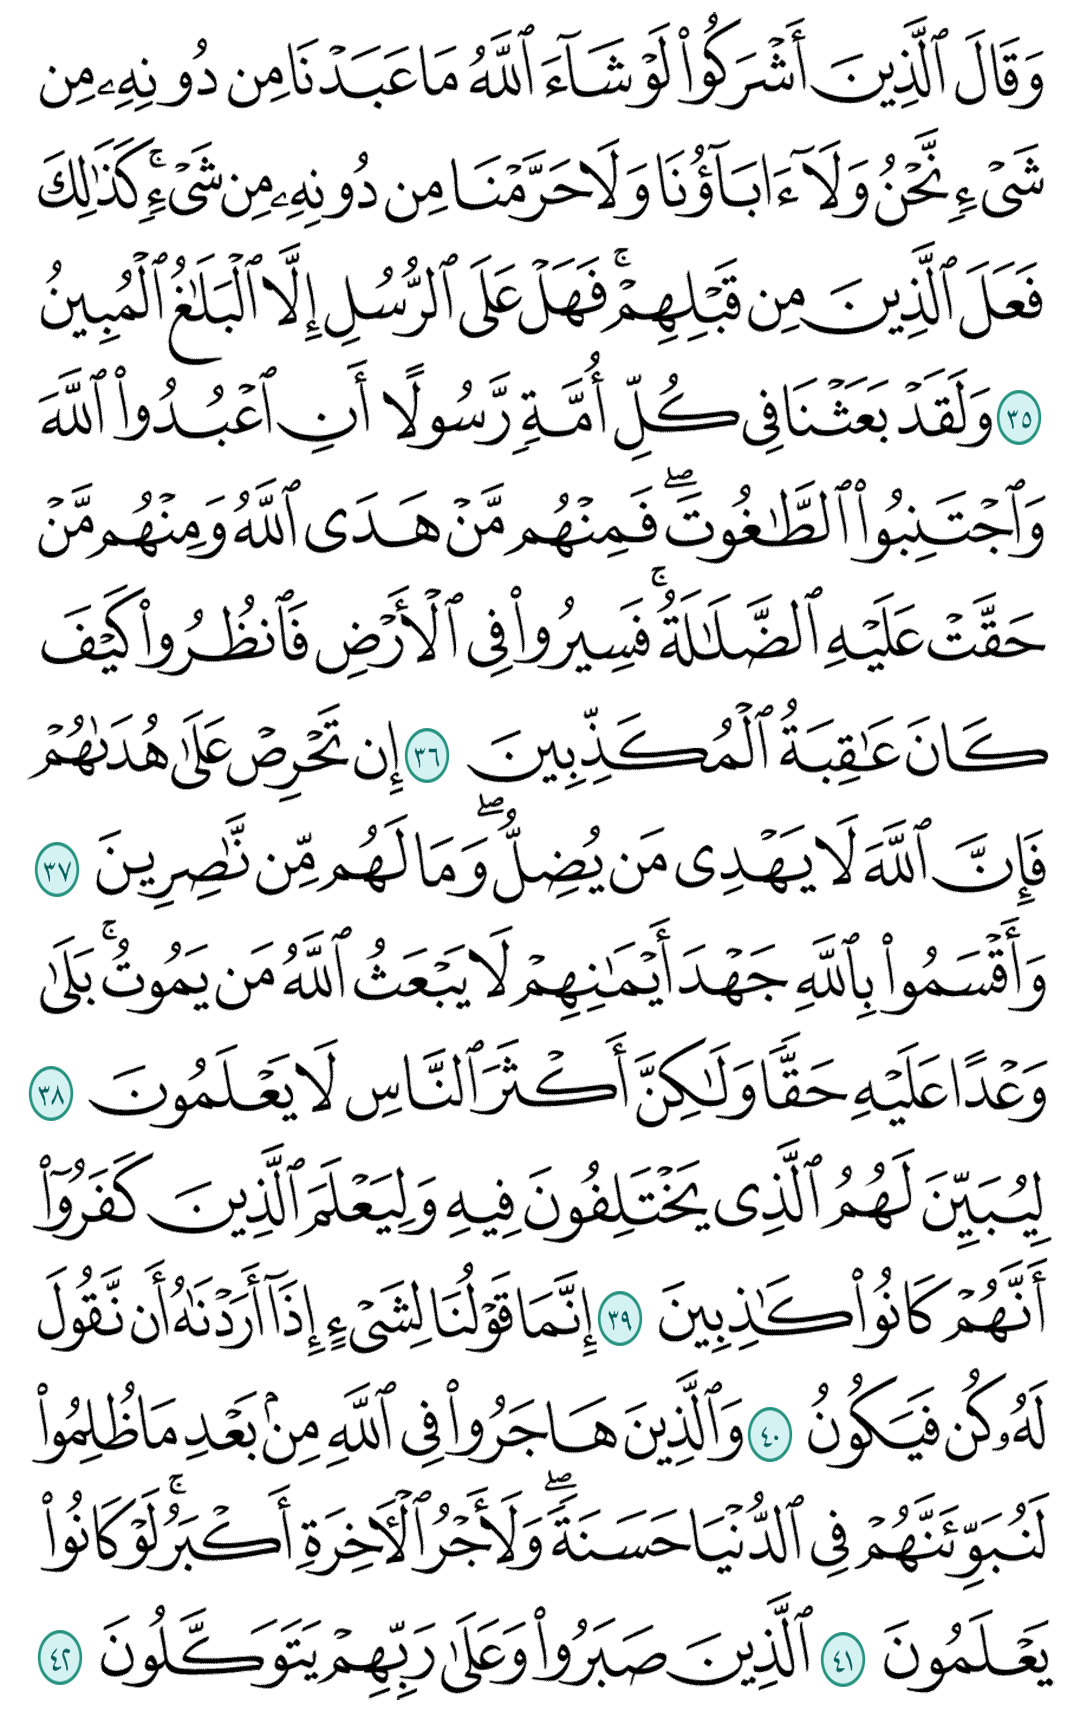 وَقَالَ ٱلَّذِينَ أَشْرَكُوا۟ لَوْ شَآءَ ٱللَّهُ مَا عَبَدْنَا مِن دُونِهِۦ مِن
شَىْءٍ نَّحْنُ وَلَآ ءَابَآؤُنَا وَلَا حَرَّمْنَا مِن دُونِهِۦ مِن شَىْءٍ ۚ كَذَٰلِكَ
فَعَلَ ٱلَّذِينَ مِن قَبْلِهِمْ ۚ فَهَلْ عَلَى ٱلرُّسُلِ إِلَّا ٱلْبَلَٰغُ ٱلْمُبِينُ
٣٥ وَلَقَدْ بَعَثْنَا فِى كُلِّ أُمَّةٍ رَّسُولًا أَنِ ٱعْبُدُوا۟ ٱللَّهَ
وَٱجْتَنِبُوا۟ ٱلطَّٰغُوتَ ۖ فَمِنْهُم مَّنْ هَدَى ٱللَّهُ وَمِنْهُم مَّنْ
حَقَّتْ عَلَيْهِ ٱلضَّلَٰلَةُ ۚ فَسِيرُوا۟ فِى ٱلْأَرْضِ فَٱنظُرُوا۟ كَيْفَ
كَانَ عَٰقِبَةُ ٱلْمُكَذِّبِينَ ٣٦ إِن تَحْرِصْ عَلَىٰ هُدَىٰهُمْ
فَإِنَّ ٱللَّهَ لَا يَهْدِى مَن يُضِلُّ ۖ وَمَا لَهُم مِّن نَّٰصِرِينَ ٣٧
وَأَقْسَمُوا۟ بِٱللَّهِ جَهْدَ أَيْمَٰنِهِمْ لَا يَبْعَثُ ٱللَّهُ مَن يَمُوتُ ۚ بَلَىٰ
وَعْدًا عَلَيْهِ حَقًّا وَلَٰكِنَّ أَكْثَرَ ٱلنَّاسِ لَا يَعْلَمُونَ ٣٨
لِيُبَيِّنَ لَهُمُ ٱلَّذِى يَخْتَلِفُونَ فِيهِ وَلِيَعْلَمَ ٱلَّذِينَ كَفَرُوٓا۟
أَنَّهُمْ كَانُوا۟ كَٰذِبِينَ ٣٩ إِنَّمَا قَوْلُنَا لِشَىْءٍ إِذَآ أَرَدْنَٰهُ أَن نَّقُولَ
لَهُۥ كُن فَيَكُونُ ٤٠ وَٱلَّذِينَ هَاجَرُوا۟ فِى ٱللَّهِ مِنۢ بَعْدِ مَا ظُلِمُوا۟
لَنُبَوِّئَنَّهُمْ فِى ٱلدُّنْيَا حَسَنَةً ۖ وَلَأَجْرُ ٱلْـَٔاخِرَةِ أَكْبَرُ ۚ لَوْ كَانُوا۟
يَعْلَمُونَ ٤١ ٱلَّذِينَ صَبَرُوا۟ وَعَلَىٰ رَبِّهِمْ يَتَوَكَّلُونَ ٤٢